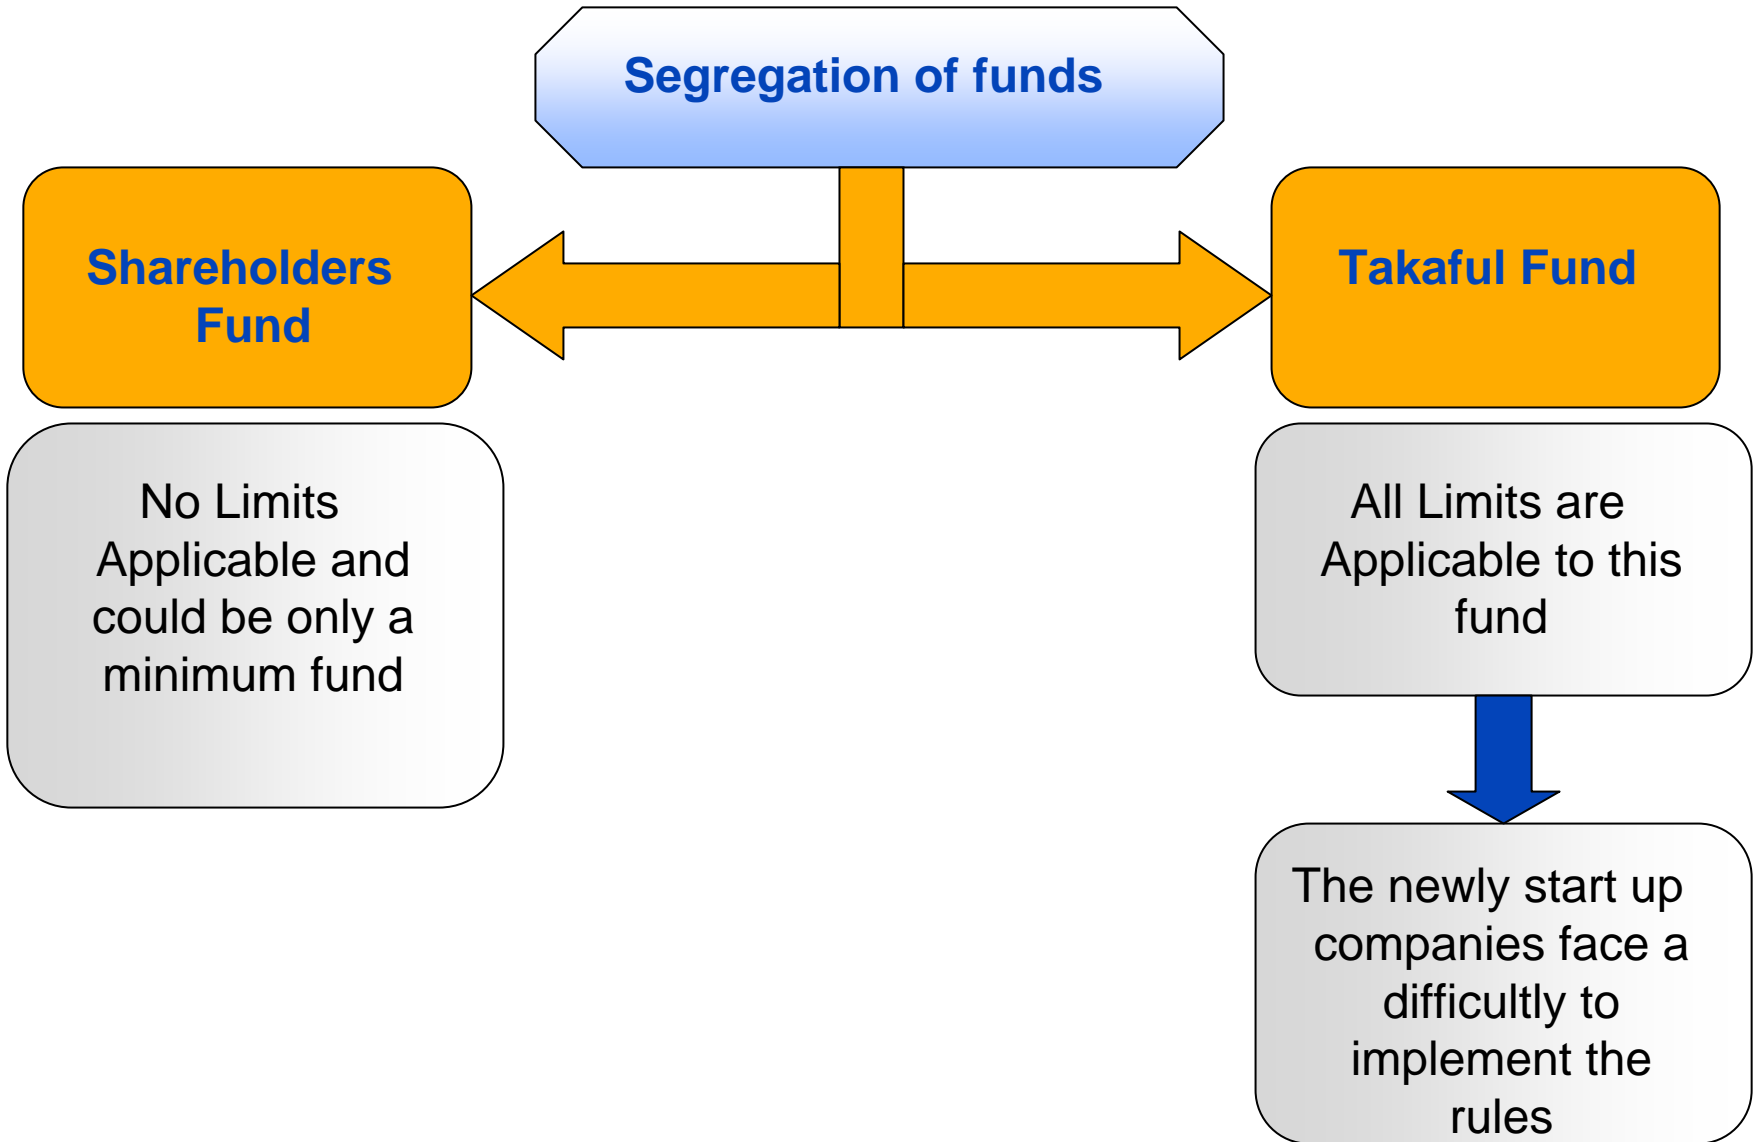 Segregation of funds
Shareholders
Fund
Takaful Fund
No Limits
Applicable and
could be only a
minimum fund
All Limits are
Applicable to this
fund
The newly start up
companies face a
difficultly to
implement the
rules